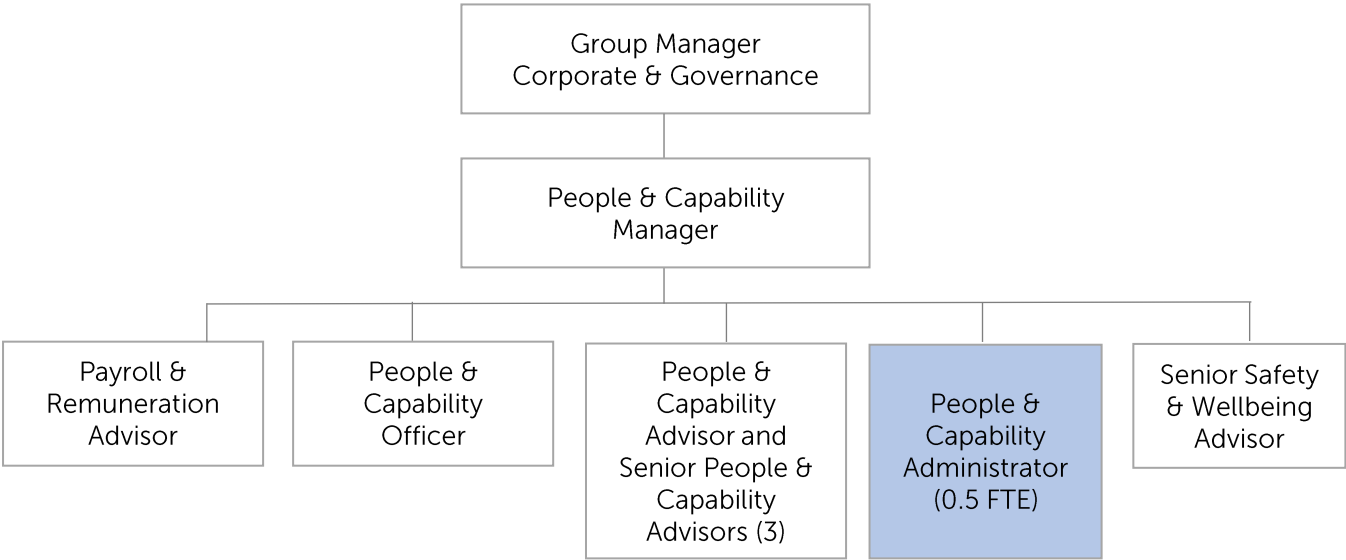 Group Manager
Corporate & Governance
People & Capability
Manager
Payroll &
Remuneration
Advisor
People &
Capability
Officer
People &
Capability
Advisor and
Senior People &
Capability
Advisors (3)
People &
Capability
Administrator
(0.5 FTE)
Senior Safety
& Wellbeing
Advisor